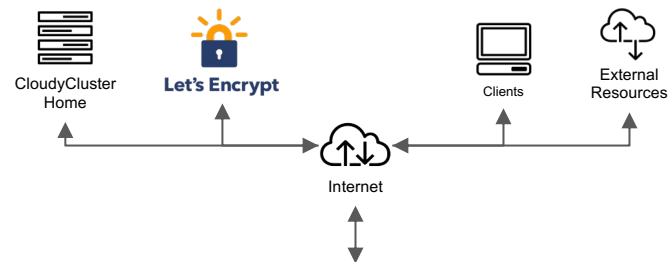 CloudyCluster
Home
Let's Encrypt
Clients
External
Resources
Internet